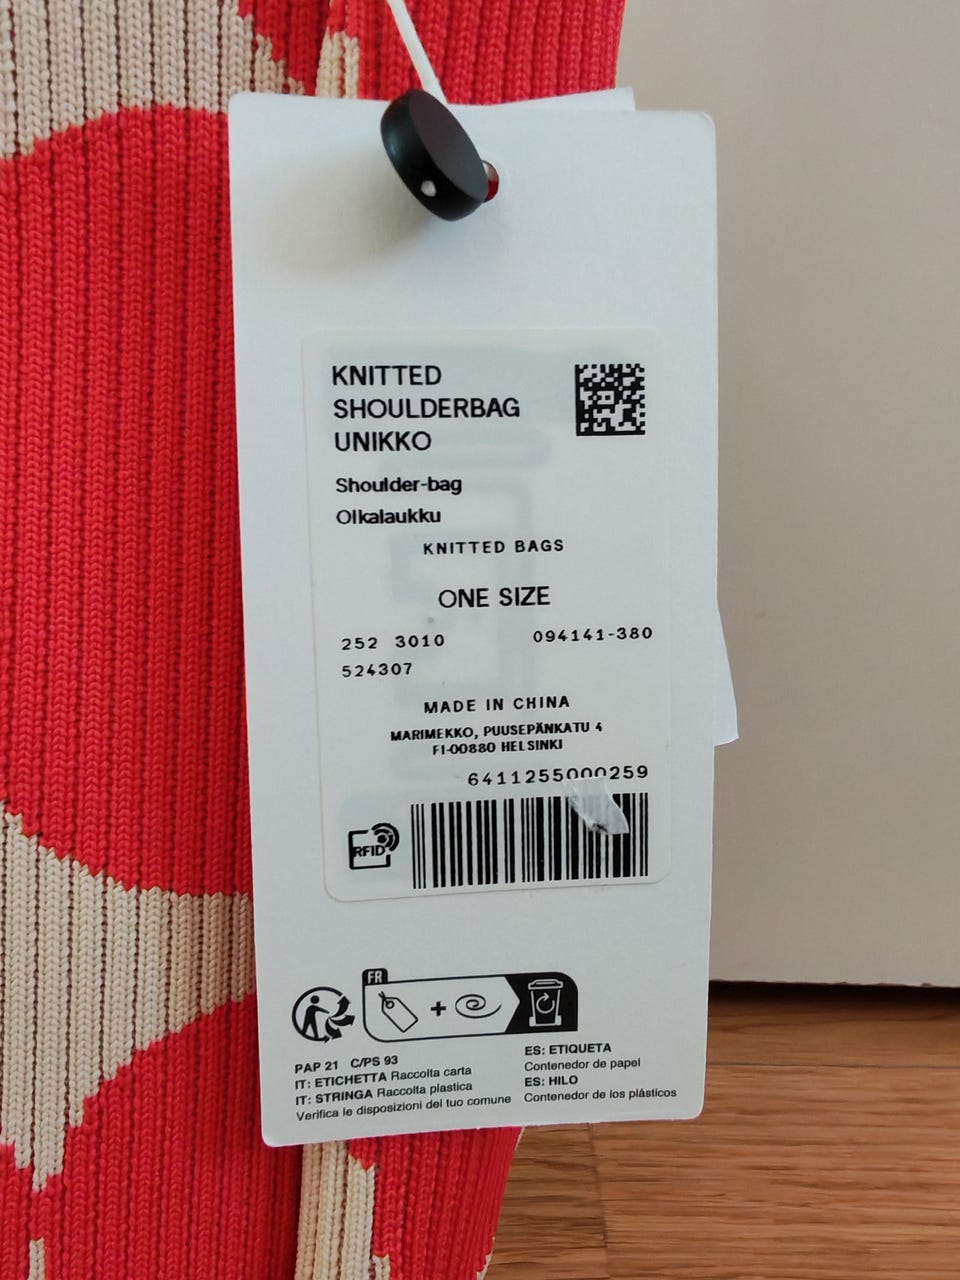 KNITTED
SHOULDERBAG
UNIKKO
Shoulder-bag
Olkalaukku
KNITTED BAGS
ONE SIZE
252 3010 094141-380
524307
MADE IN CHINA
MARIMEKKO, PUUSEPÄNKATU 4
FI-00880 HELSINKI
6411255000259
RFID
FR
PAP 21 C/PS 93
IT: ETICHETTA Raccolta carta
IT: STRINGA Raccolta plastica
Verifica le disposizioni del tuo comune
ES: ETIQUETA
Contenedor de papel
ES: HILO
Contenedor de los plásticos